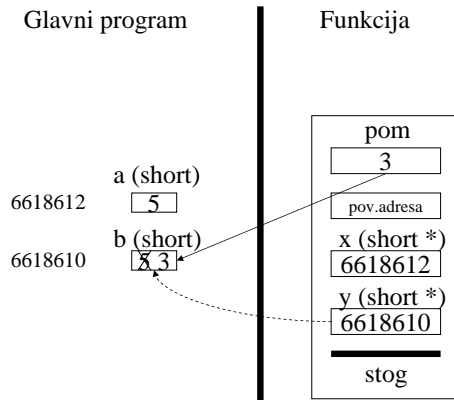 Glavni program
Funkcija
pom
3
a (short)
6618612
5
pov.adresa
b (short)
x (short *)
6618610
5 3
6618612
y (short *)
6618610
stog